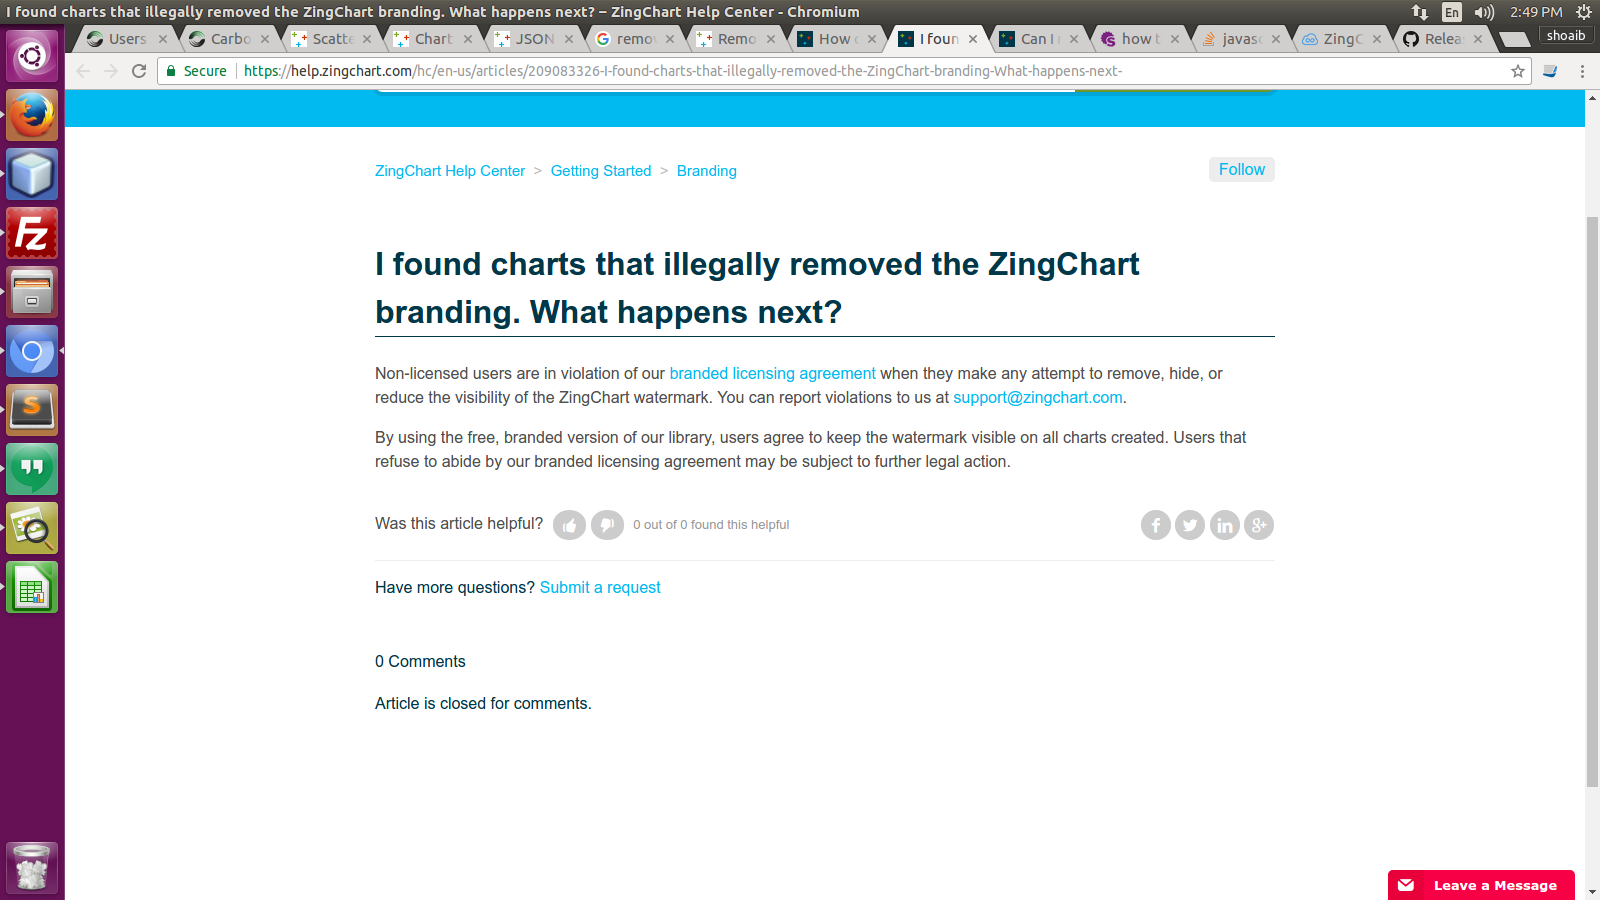 I found charts that illegally removed the ZingChart branding. What happens next? – ZingChart Help Center - Chromium
En
2:49 PM
Users
Carbo
Scatte
Chart
JSON
remov
Remo
How
I foun
Can I
how t
javasc
ZingC
Relea
shoaib
Secure
https://help.zingchart.com/hc/en-us/articles/209083326-I-found-charts-that-illegally-removed-the-ZingChart-branding-What-happens-next-
ZingChart Help Center > Getting Started > Branding
Follow
I found charts that illegally removed the ZingChart
branding. What happens next?
Non-licensed users are in violation of our branded licensing agreement when they make any attempt to remove, hide, or
reduce the visibility of the ZingChart watermark. You can report violations to us at support@zingchart.com.
By using the free, branded version of our library, users agree to keep the watermark visible on all charts created. Users that
refuse to abide by our branded licensing agreement may be subject to further legal action.
Was this article helpful?
0 out of 0 found this helpful
Have more questions? Submit a request
0 Comments
Article is closed for comments.
Leave a Message